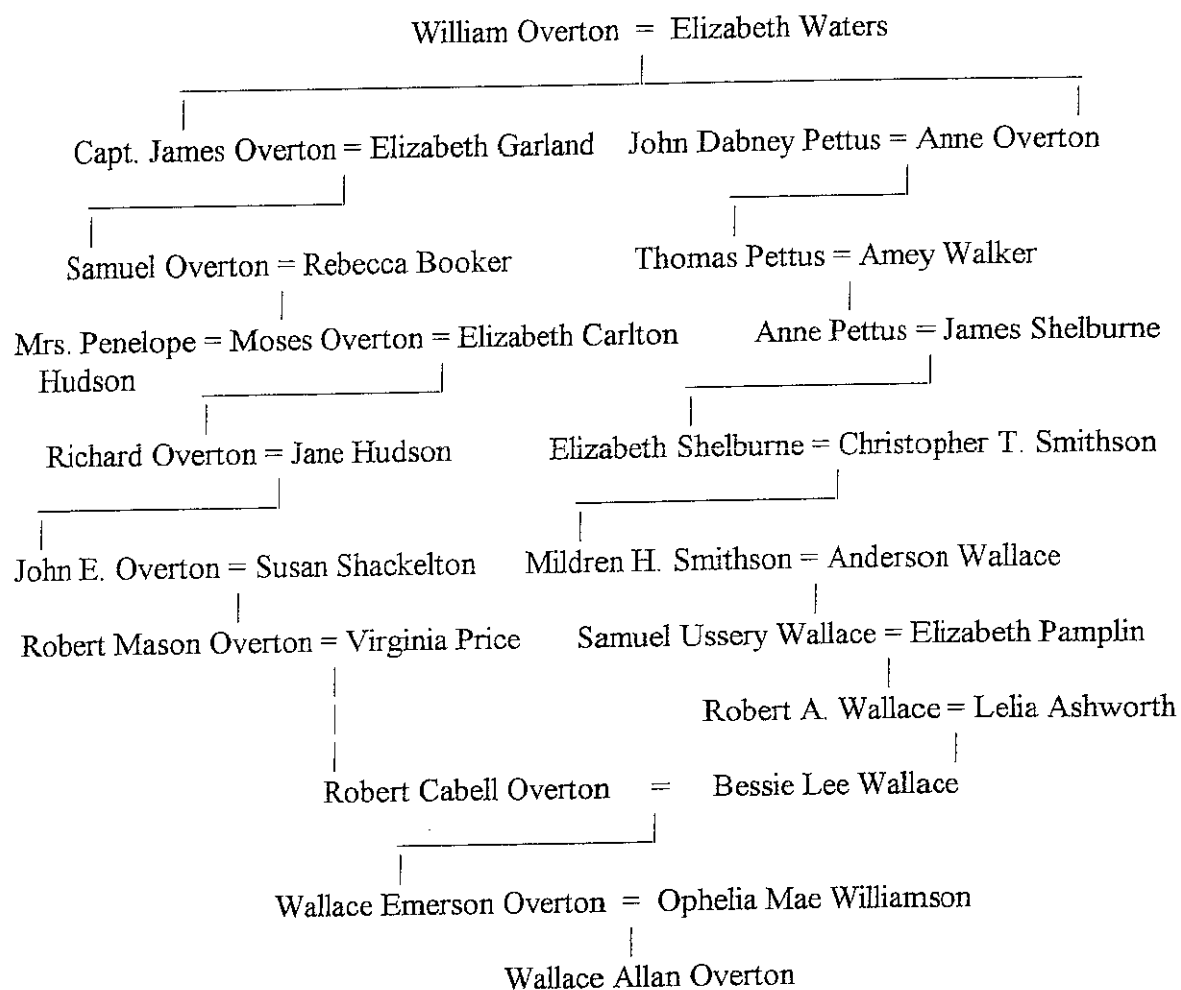 William Overton = Elizabeth Waters
Capt. James Overton = Elizabeth Garland John Dabney Pettus = Anne Overton
Samuel Overton = Rebecca Booker Thomas Pettus = Amey Walker
Mrs. Penelope = Moses Overton = Elizabeth Carlton Anne Pettus = James Shelburne
Hudson
Richard Overton = Jane Hudson Elizabeth Shelburne = Christopher T. Smithson
John E. Overton = Susan Shackelton Mildren H. Smithson = Anderson Wallace
Robert Mason Overton = Virginia Price Samuel Ussery Wallace = Elizabeth Pamplin
Robert A. Wallace = Lelia Ashworth
Robert Cabell Overton = Bessie Lee Wallace
Wallace Emerson Overton = Ophelia Mae Williamson
Wallace Allan Overton